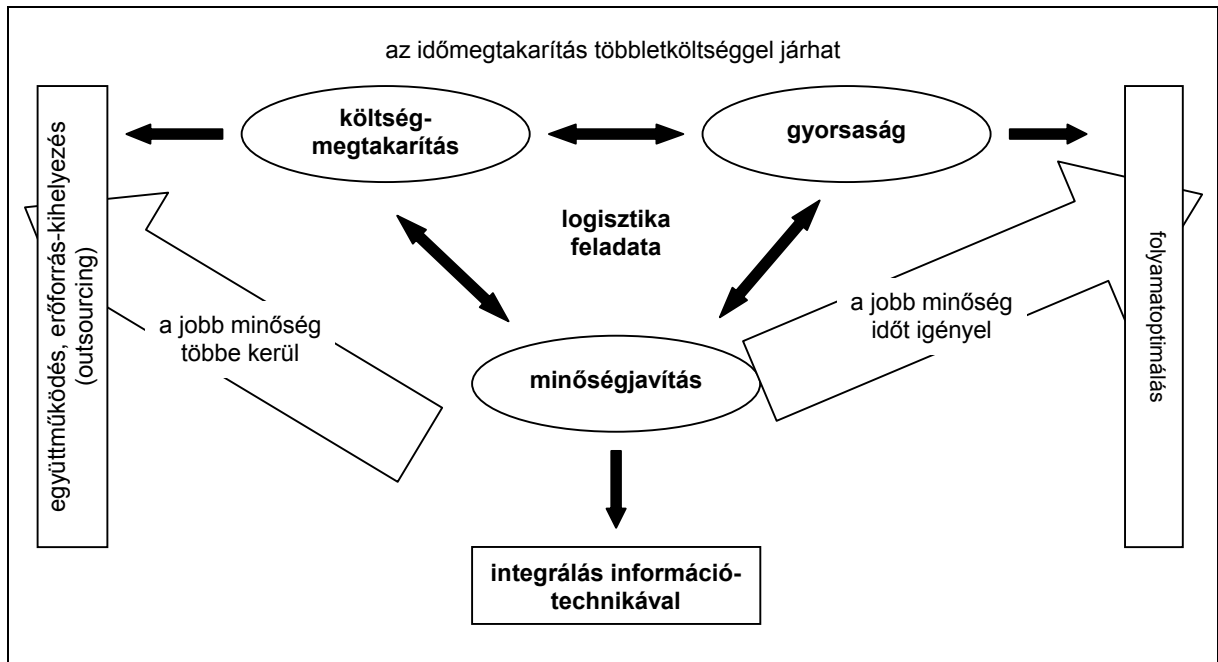 az időmegtakarítás többletköltséggel járhat
költség-
megtakarítás
gyorsaság
logisztika
feladata
együttműködés, erőforrás-kihelyezés
(outsourcing)
folyamatoptimálás
a jobb minőség
többe kerül
a jobb minőség
időt igényel
minőségjavítás
integrálás információ-
technikával